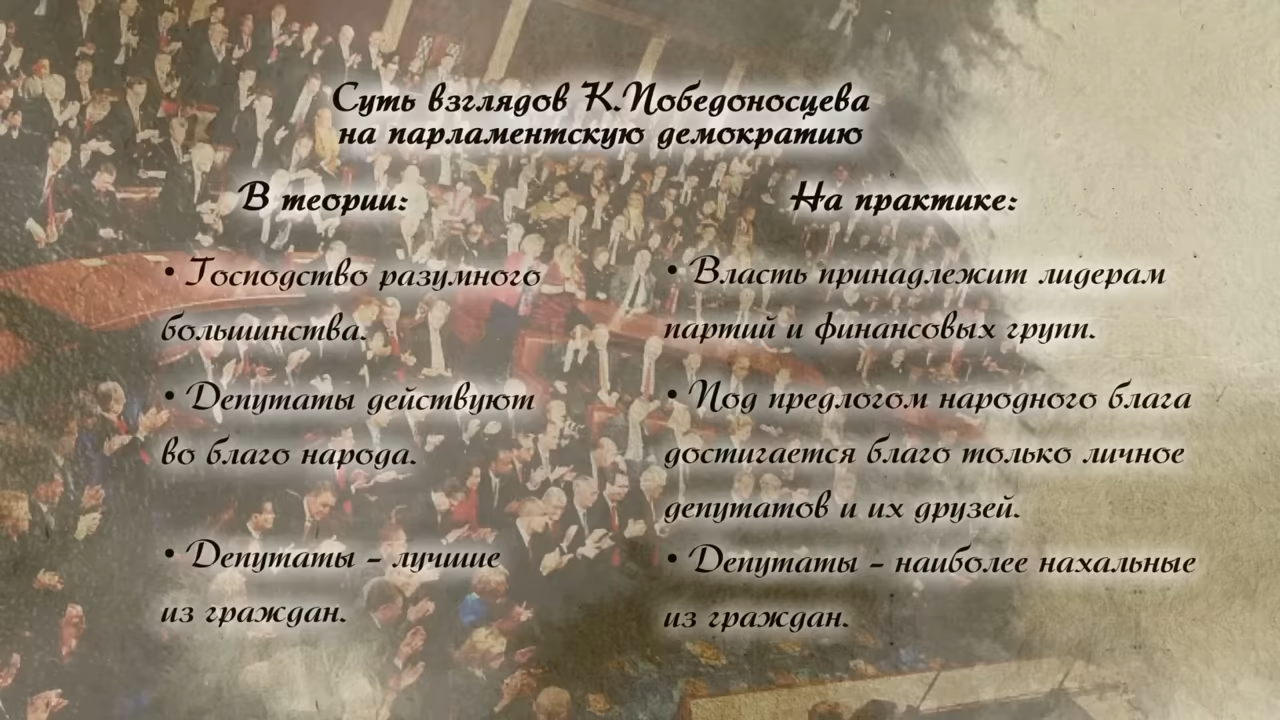 Суть взглядов К.Победоносцева
на парламентскую демократию
В теории:
• Господство разумного
большинства.
• Депутаты действуют
во благо народа.
• Депутаты – лучшие
из граждан.
На практике:
• Власть принадлежит лидерам
партий и финансовых групп.
• Под предлогом народного блага
достигается благо только личное
депутатов и их друзей.
• Депутаты – наиболее нахальные
из граждан.